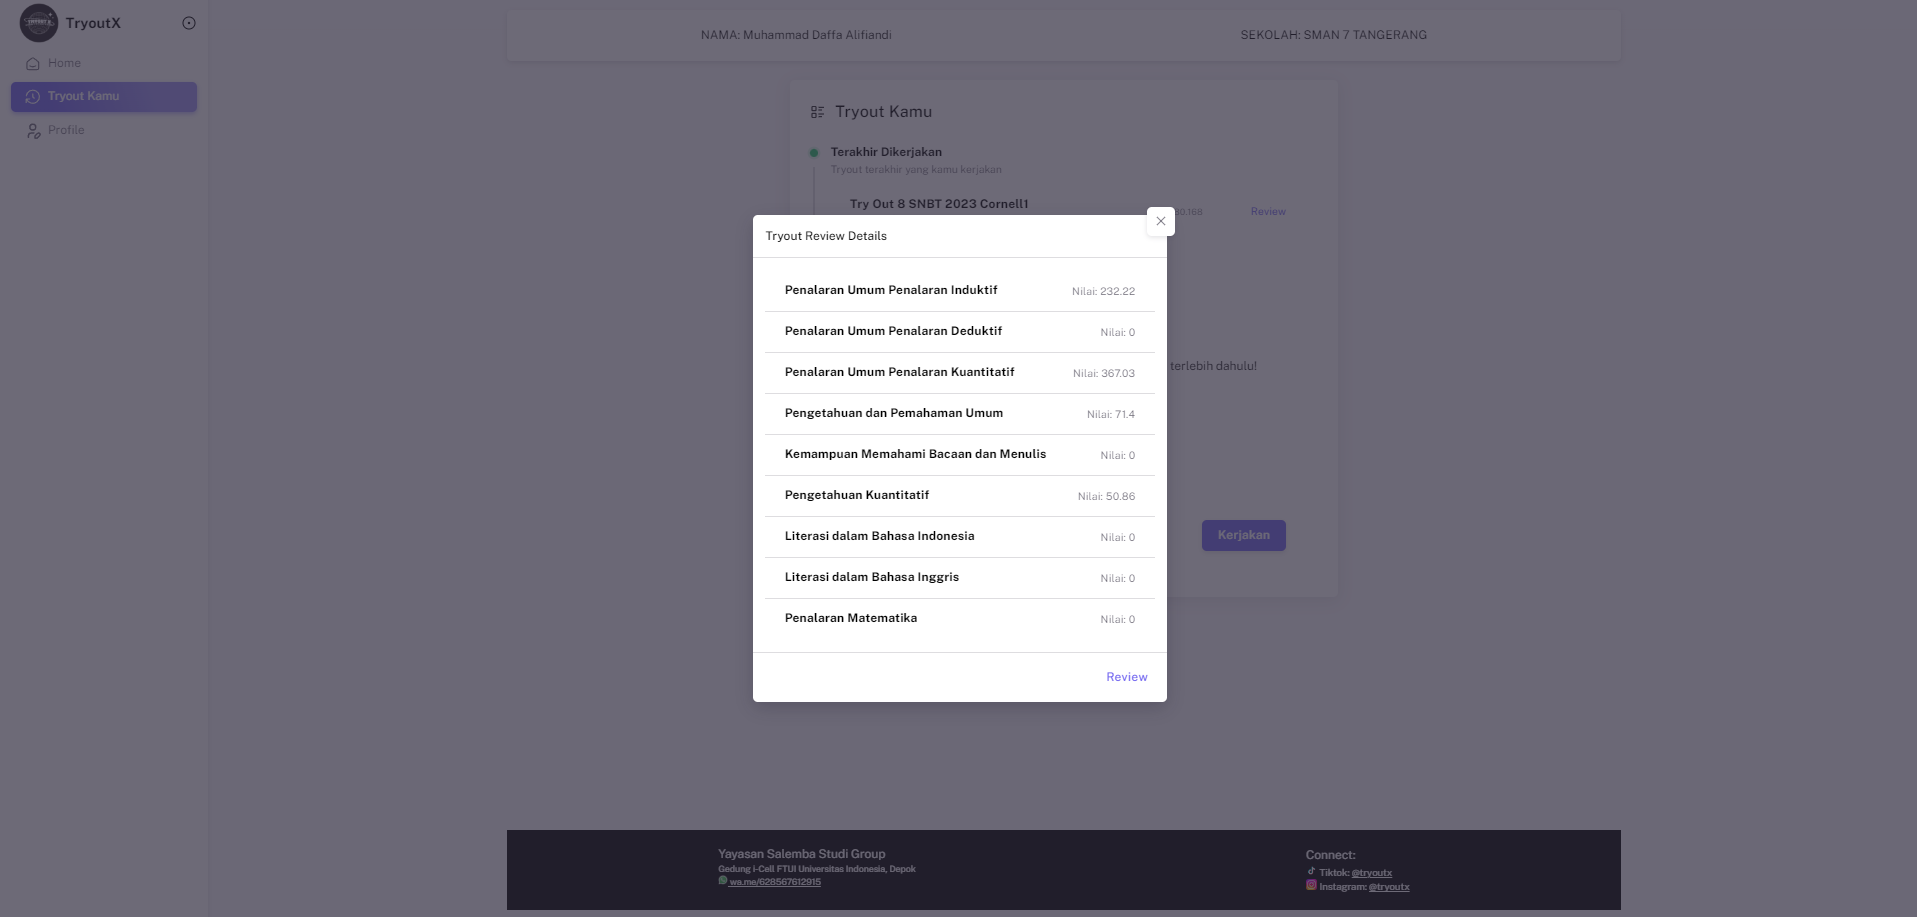 TryoutX
Home
Tryout Kamu
Profile
NAMA: Muhammad Daffa Alifiandi
SEKOLAH: SMAN 7 TANGERANG
Tryout Kamu
Terakhir Dikerjakan
Tryout terakhir yang kamu kerjakan
Try Out 8 SNBT 2023 Cornell1
80.168
Review
Tryout Review Details
Penalaran Umum Penalaran Induktif
Nilai: 232.22
Penalaran Umum Penalaran Deduktif
Nilai: 0
Penalaran Umum Penalaran Kuantitatif
Nilai: 367.03
terlebih dahulu!
Pengetahuan dan Pemahaman Umum
Nilai: 71.4
Kemampuan Memahami Bacaan dan Menulis
Nilai: 0
Pengetahuan Kuantitatif
Nilai: 50.86
Literasi dalam Bahasa Indonesia
Nilai: 0
Kerjakan
Literasi dalam Bahasa Inggris
Nilai: 0
Penalaran Matematika
Nilai: 0
Review
Yayasan Salemba Studi Group
Gedung i-Cell FTUI Universitas Indonesia, Depok
wa.me/628567612915
Connect:
Tiktok: @tryoutx
Instagram: @tryoutx